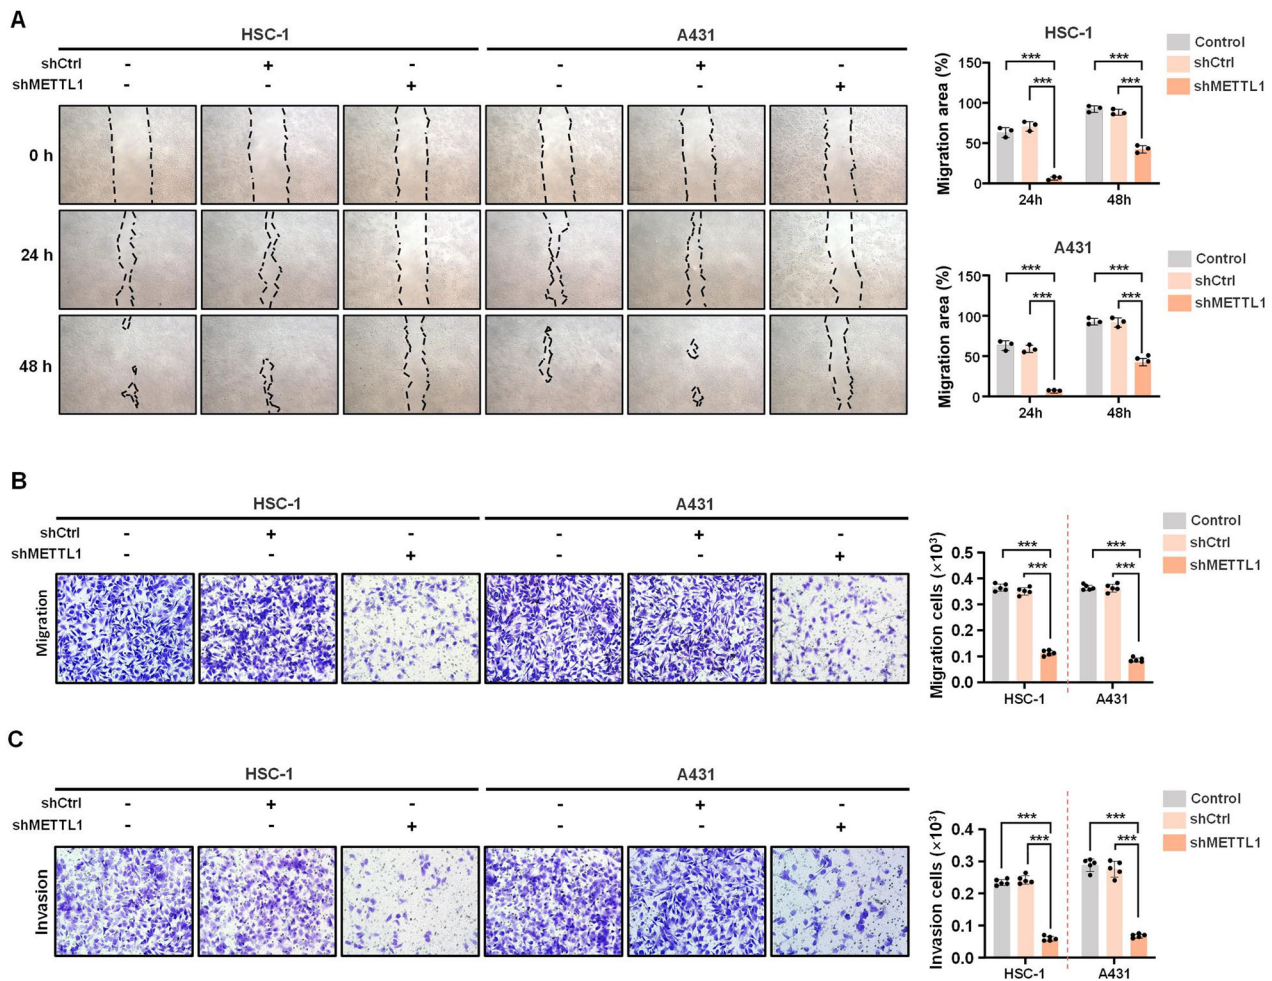 A
HSC-1 A431
shCtrl - + - - + -
shMETTL1 - - + - - +
0 h
24 h
48 h
HSC-1
Migration area (%)
150
100
50
0
24h 48h
***
***
***
***
Control
shCtrl
shMETTL1
A431
Migration area (%)
150
100
50
0
24h 48h
***
***
***
***
Control
shCtrl
shMETTL1
B
HSC-1 A431
shCtrl - + - - + -
shMETTL1 - - + - - +
Migration
Migration cells (×10³)
0.5
0.4
0.3
0.2
0.1
0.0
HSC-1 A431
***
***
***
***
Control
shCtrl
shMETTL1
C
HSC-1 A431
shCtrl - + - - + -
shMETTL1 - - + - - +
Invasion
Invasion cells (×10³)
0.4
0.3
0.2
0.1
0.0
HSC-1 A431
***
***
***
***
Control
shCtrl
shMETTL1